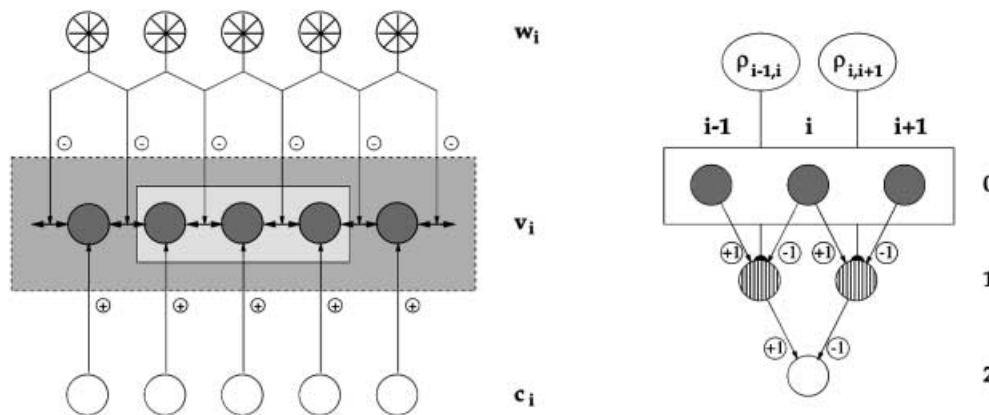 w_i
- - - - - -
v_i
+ + + + +
c_i
ρ_{i-1,i} ρ_{i,i+1}
i-1 i i+1
0
+1 -1 +1 -1
1
+1 -1
2